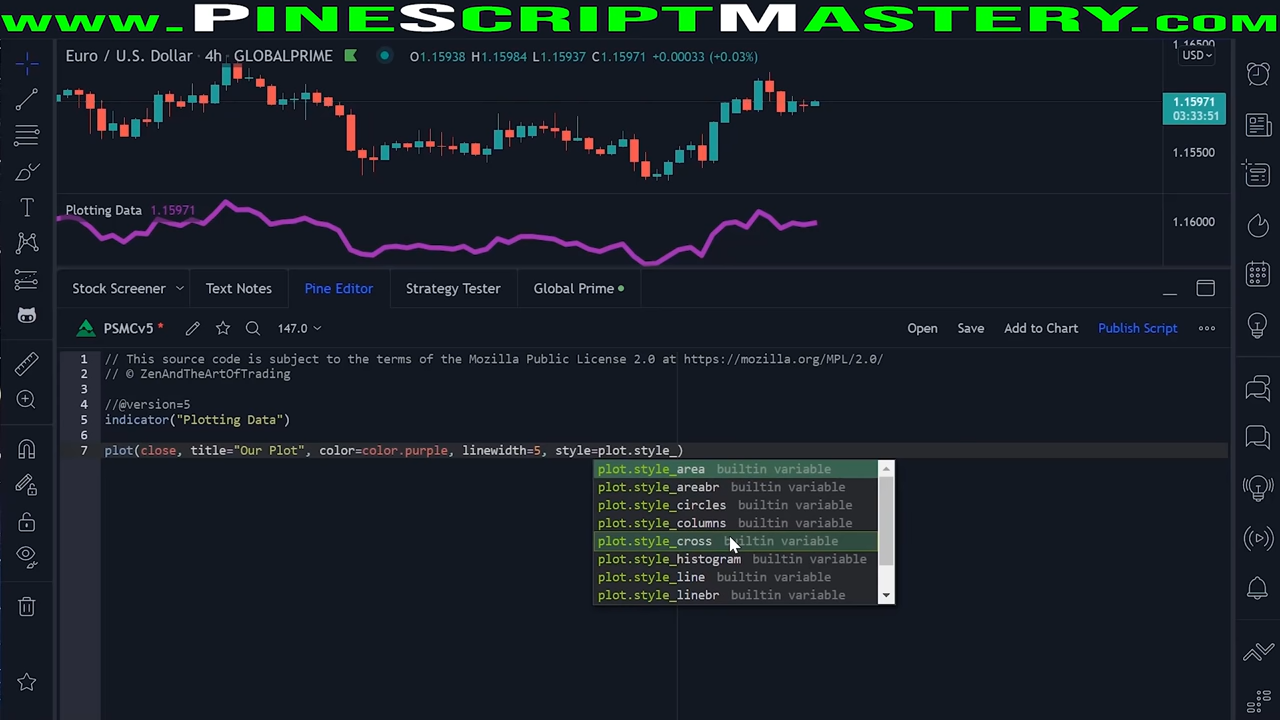 www.PineScriptMastery.com
Euro / U.S. Dollar 4h GLOBALPRIME O1.15938 H1.15984 L1.15937 C1.15971 +0.00033 (+0.03%)
1.16500
USD
1.15971
03:33:51
1.15500
Plotting Data 1.15971
1.16000
Stock Screener Text Notes Pine Editor Strategy Tester Global Prime
PSMCv5 * 147.0 Open Save Add to Chart Publish Script
1 // This source code is subject to the terms of the Mozilla Public License 2.0 at https://mozilla.org/MPL/2.0/
2 // © ZenAndTheArtOfTrading
3
4 //@version=5
5 indicator("Plotting Data")
6
7 plot(close, title="Our Plot", color=color.purple, linewidth=5, style=plot.style_)
plot.style_area builtin variable
plot.style_areabr builtin variable
plot.style_circles builtin variable
plot.style_columns builtin variable
plot.style_cross builtin variable
plot.style_histogram builtin variable
plot.style_line builtin variable
plot.style_linebr builtin variable